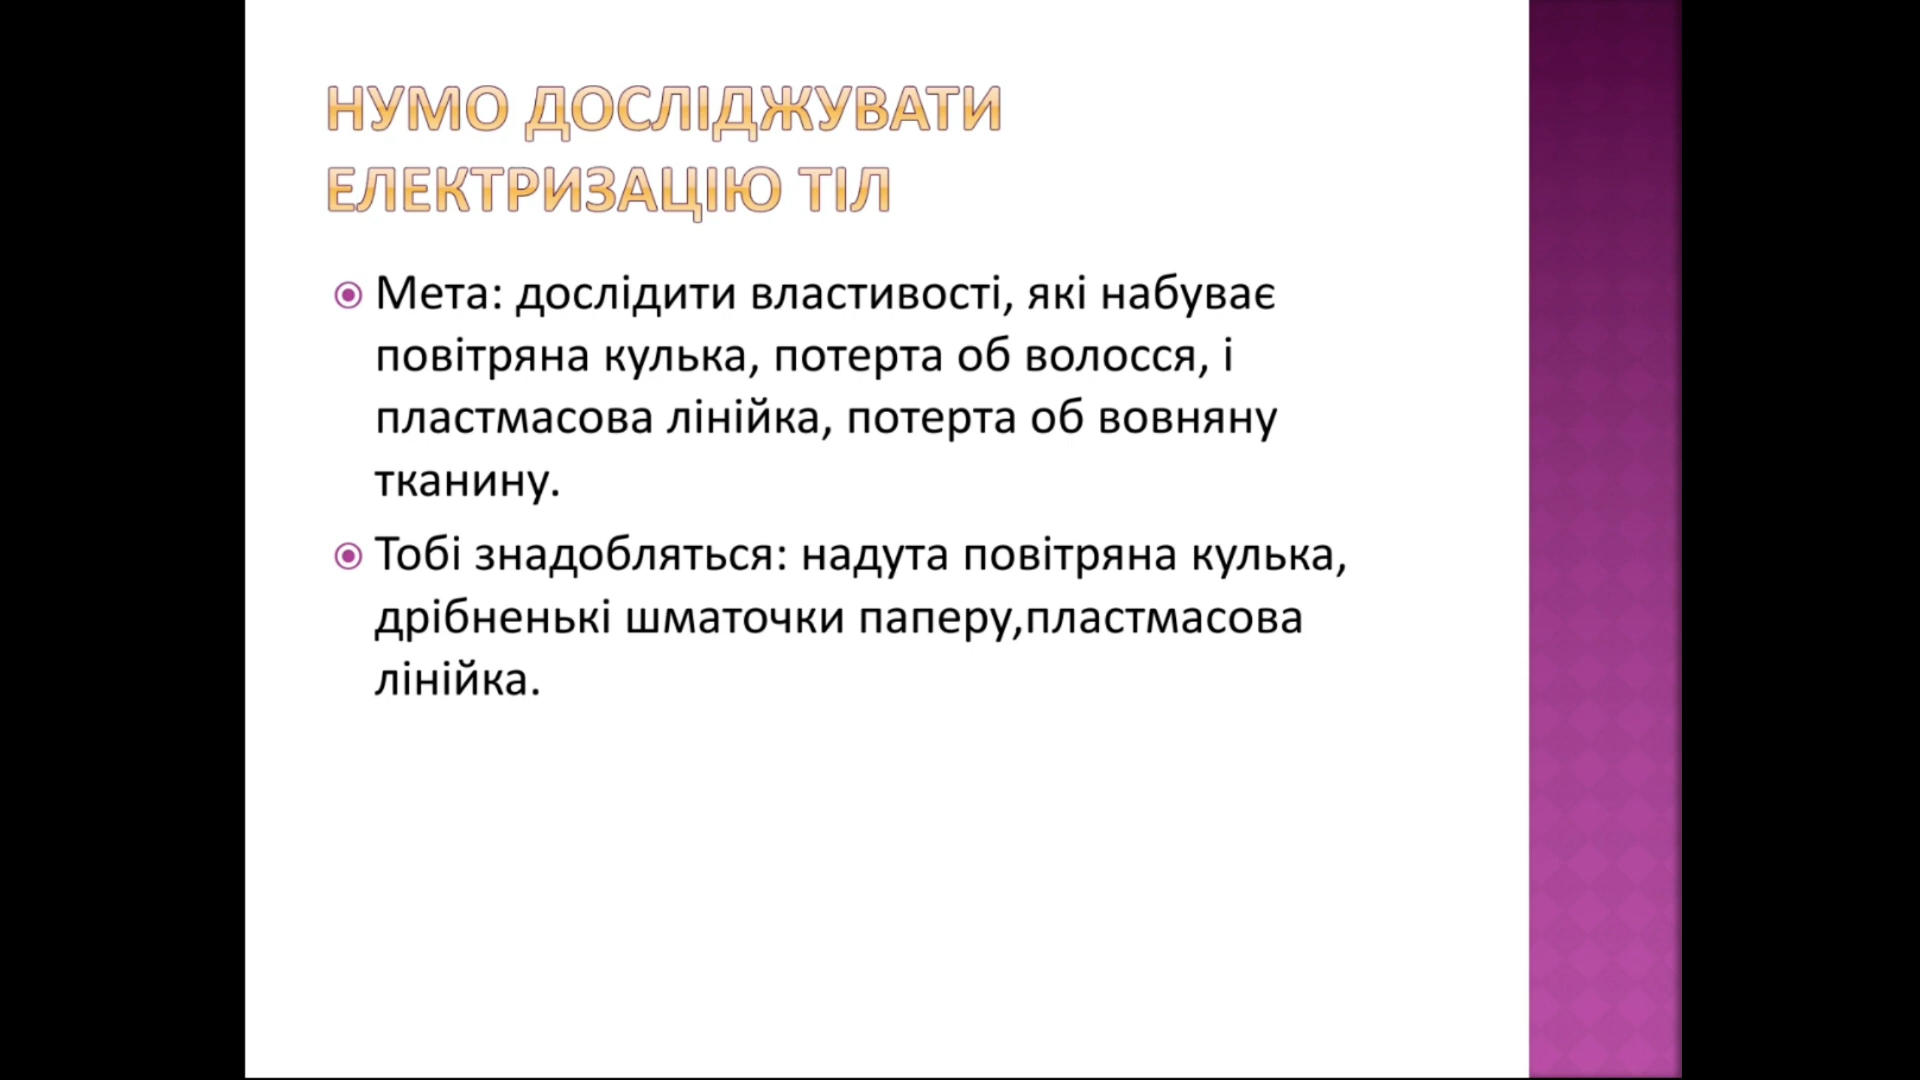 НУМО ДОСЛІДЖУВАТИ
ЕЛЕКТРИЗАЦІЮ ТІЛ
Мета: дослідити властивості, які набуває
повітряна кулька, потерта об волосся, і
пластмасова лінійка, потерта об вовняну
тканину.
Тобі знадобляться: надута повітряна кулька,
дрібненькі шматочки паперу,пластмасова
лінійка.